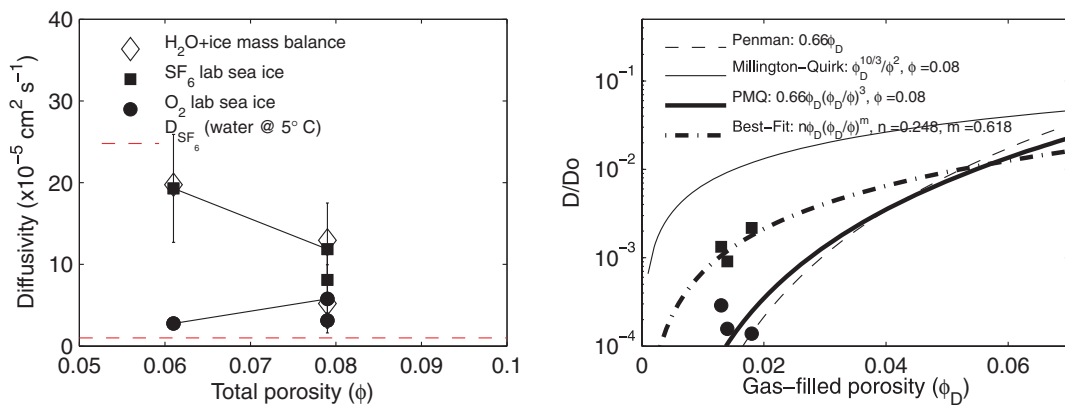 40
35
30
20
10
0
0.05
0.06
0.07
0.08
0.09
0.1
Diffusivity (x10⁻⁵ cm² s⁻¹)
Total porosity (ϕ)
H₂O+ice mass balance
SF₆ lab sea ice
O₂ lab sea ice
D_SF₆ (water @ 5° C)
10⁻¹
10⁻²
10⁻³
10⁻⁴
0
0.02
0.04
0.06
D/Do
Gas−filled porosity (ϕ_D)
Penman: 0.66ϕ_D
Millington−Quirk: ϕ_D^10/3/ϕ², ϕ =0.08
PMQ: 0.66ϕ_D(ϕ_D/ϕ)³, ϕ =0.08
Best−Fit: nϕ_D(ϕ_D/ϕ)^m, n =0.248, m =0.618